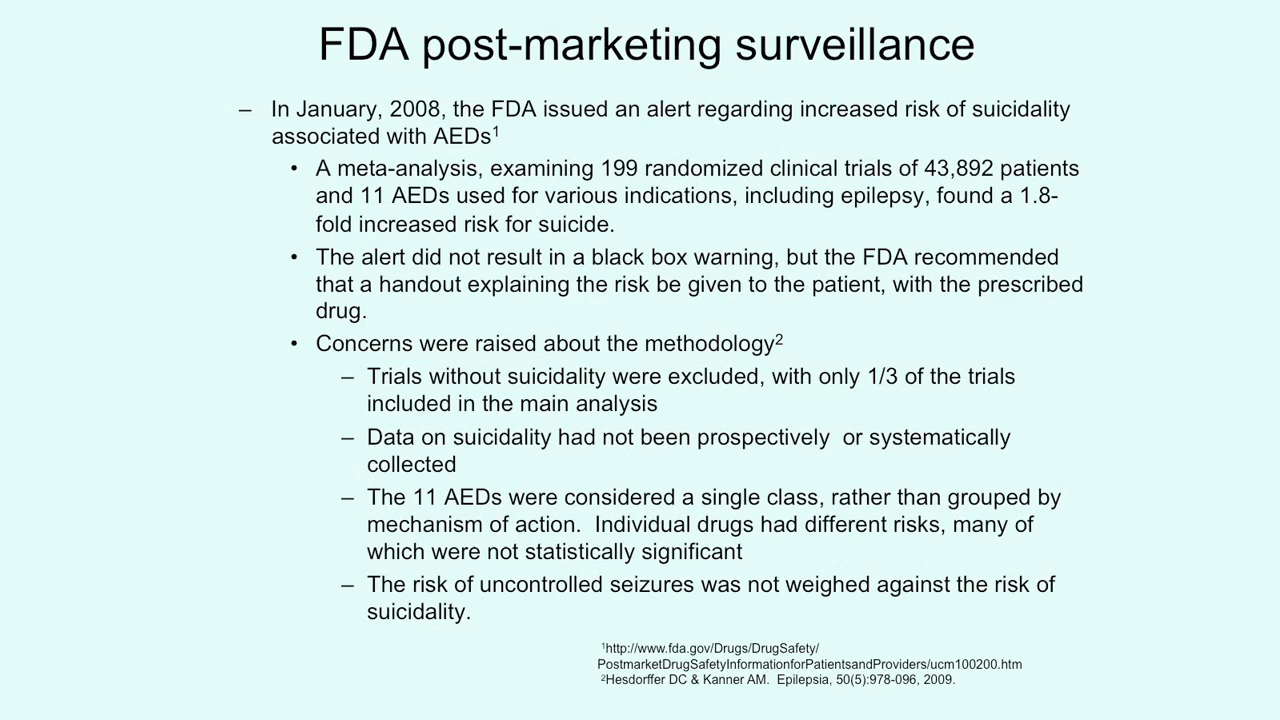 FDA post-marketing surveillance
– In January, 2008, the FDA issued an alert regarding increased risk of suicidality
associated with AEDs¹
• A meta-analysis, examining 199 randomized clinical trials of 43,892 patients
and 11 AEDs used for various indications, including epilepsy, found a 1.8-
fold increased risk for suicide.
• The alert did not result in a black box warning, but the FDA recommended
that a handout explaining the risk be given to the patient, with the prescribed
drug.
• Concerns were raised about the methodology²
– Trials without suicidality were excluded, with only 1/3 of the trials
included in the main analysis
– Data on suicidality had not been prospectively  or systematically
collected
– The 11 AEDs were considered a single class, rather than grouped by
mechanism of action.  Individual drugs had different risks, many of
which were not statistically significant
– The risk of uncontrolled seizures was not weighed against the risk of
suicidality.
¹http://www.fda.gov/Drugs/DrugSafety/
PostmarketDrugSafetyInformationforPatientsandProviders/ucm100200.htm
²Hesdorffer DC & Kanner AM.  Epilepsia, 50(5):978-096, 2009.